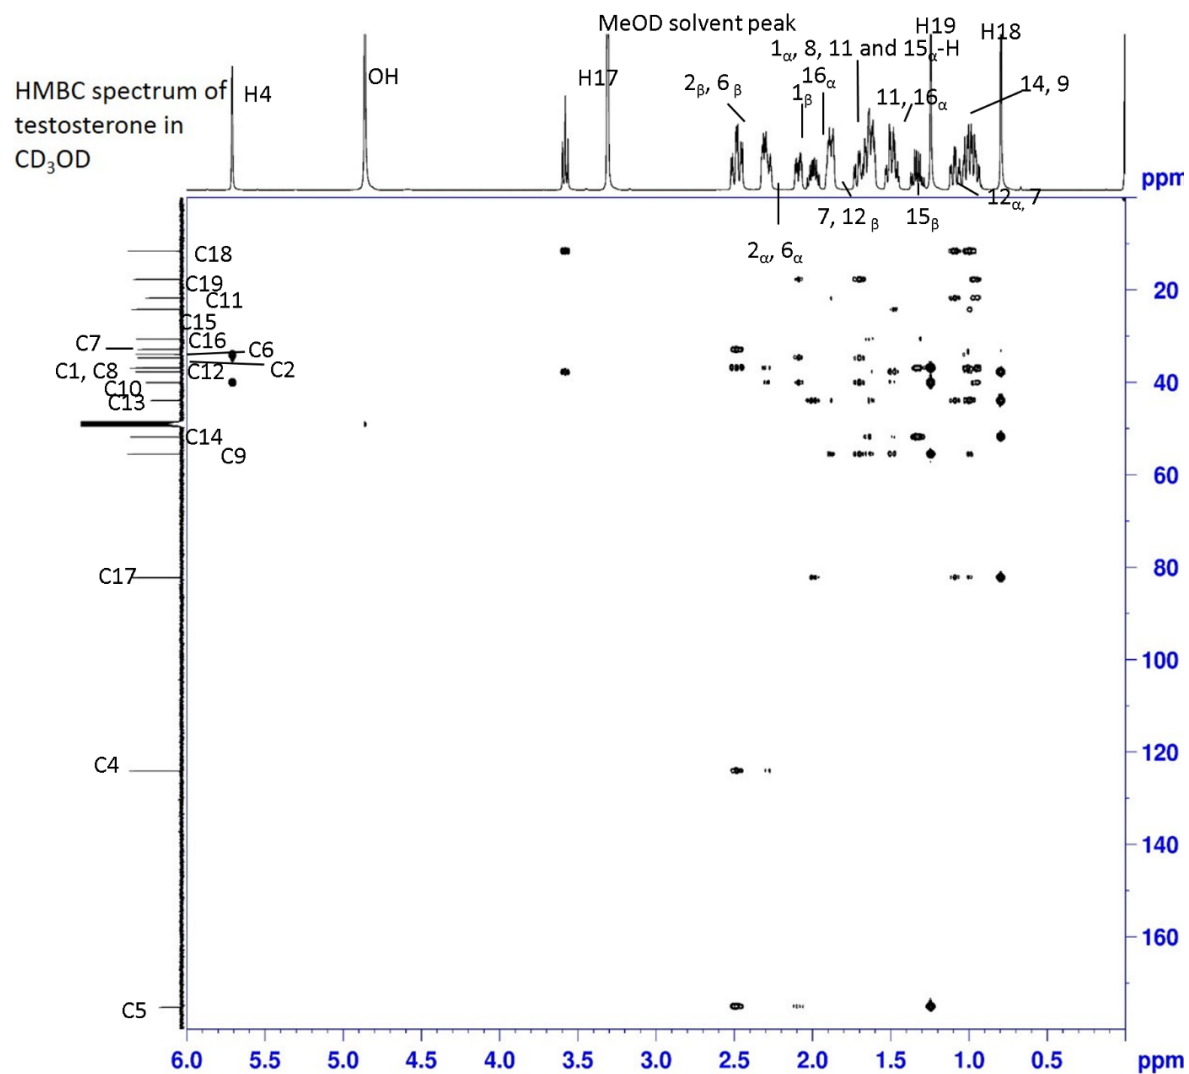 MeOD solvent peak
H19
H18
HMBC spectrum of
testosterone in
CD₃OD
H4
OH
H17
2β, 6β
1α, 8, 11 and 15α-H
16α
1β
11, 16α
14, 9
ppm
2α, 6α
7, 12β
15β
12α, 7
C18
C19
C11
C15
C7
C16
C6
C1, C8
C12
C2
C10
C13
C14
C9
C17
C4
C5
20
40
60
80
100
120
140
160
6.0 5.5 5.0 4.5 4.0 3.5 3.0 2.5 2.0 1.5 1.0 0.5 ppm